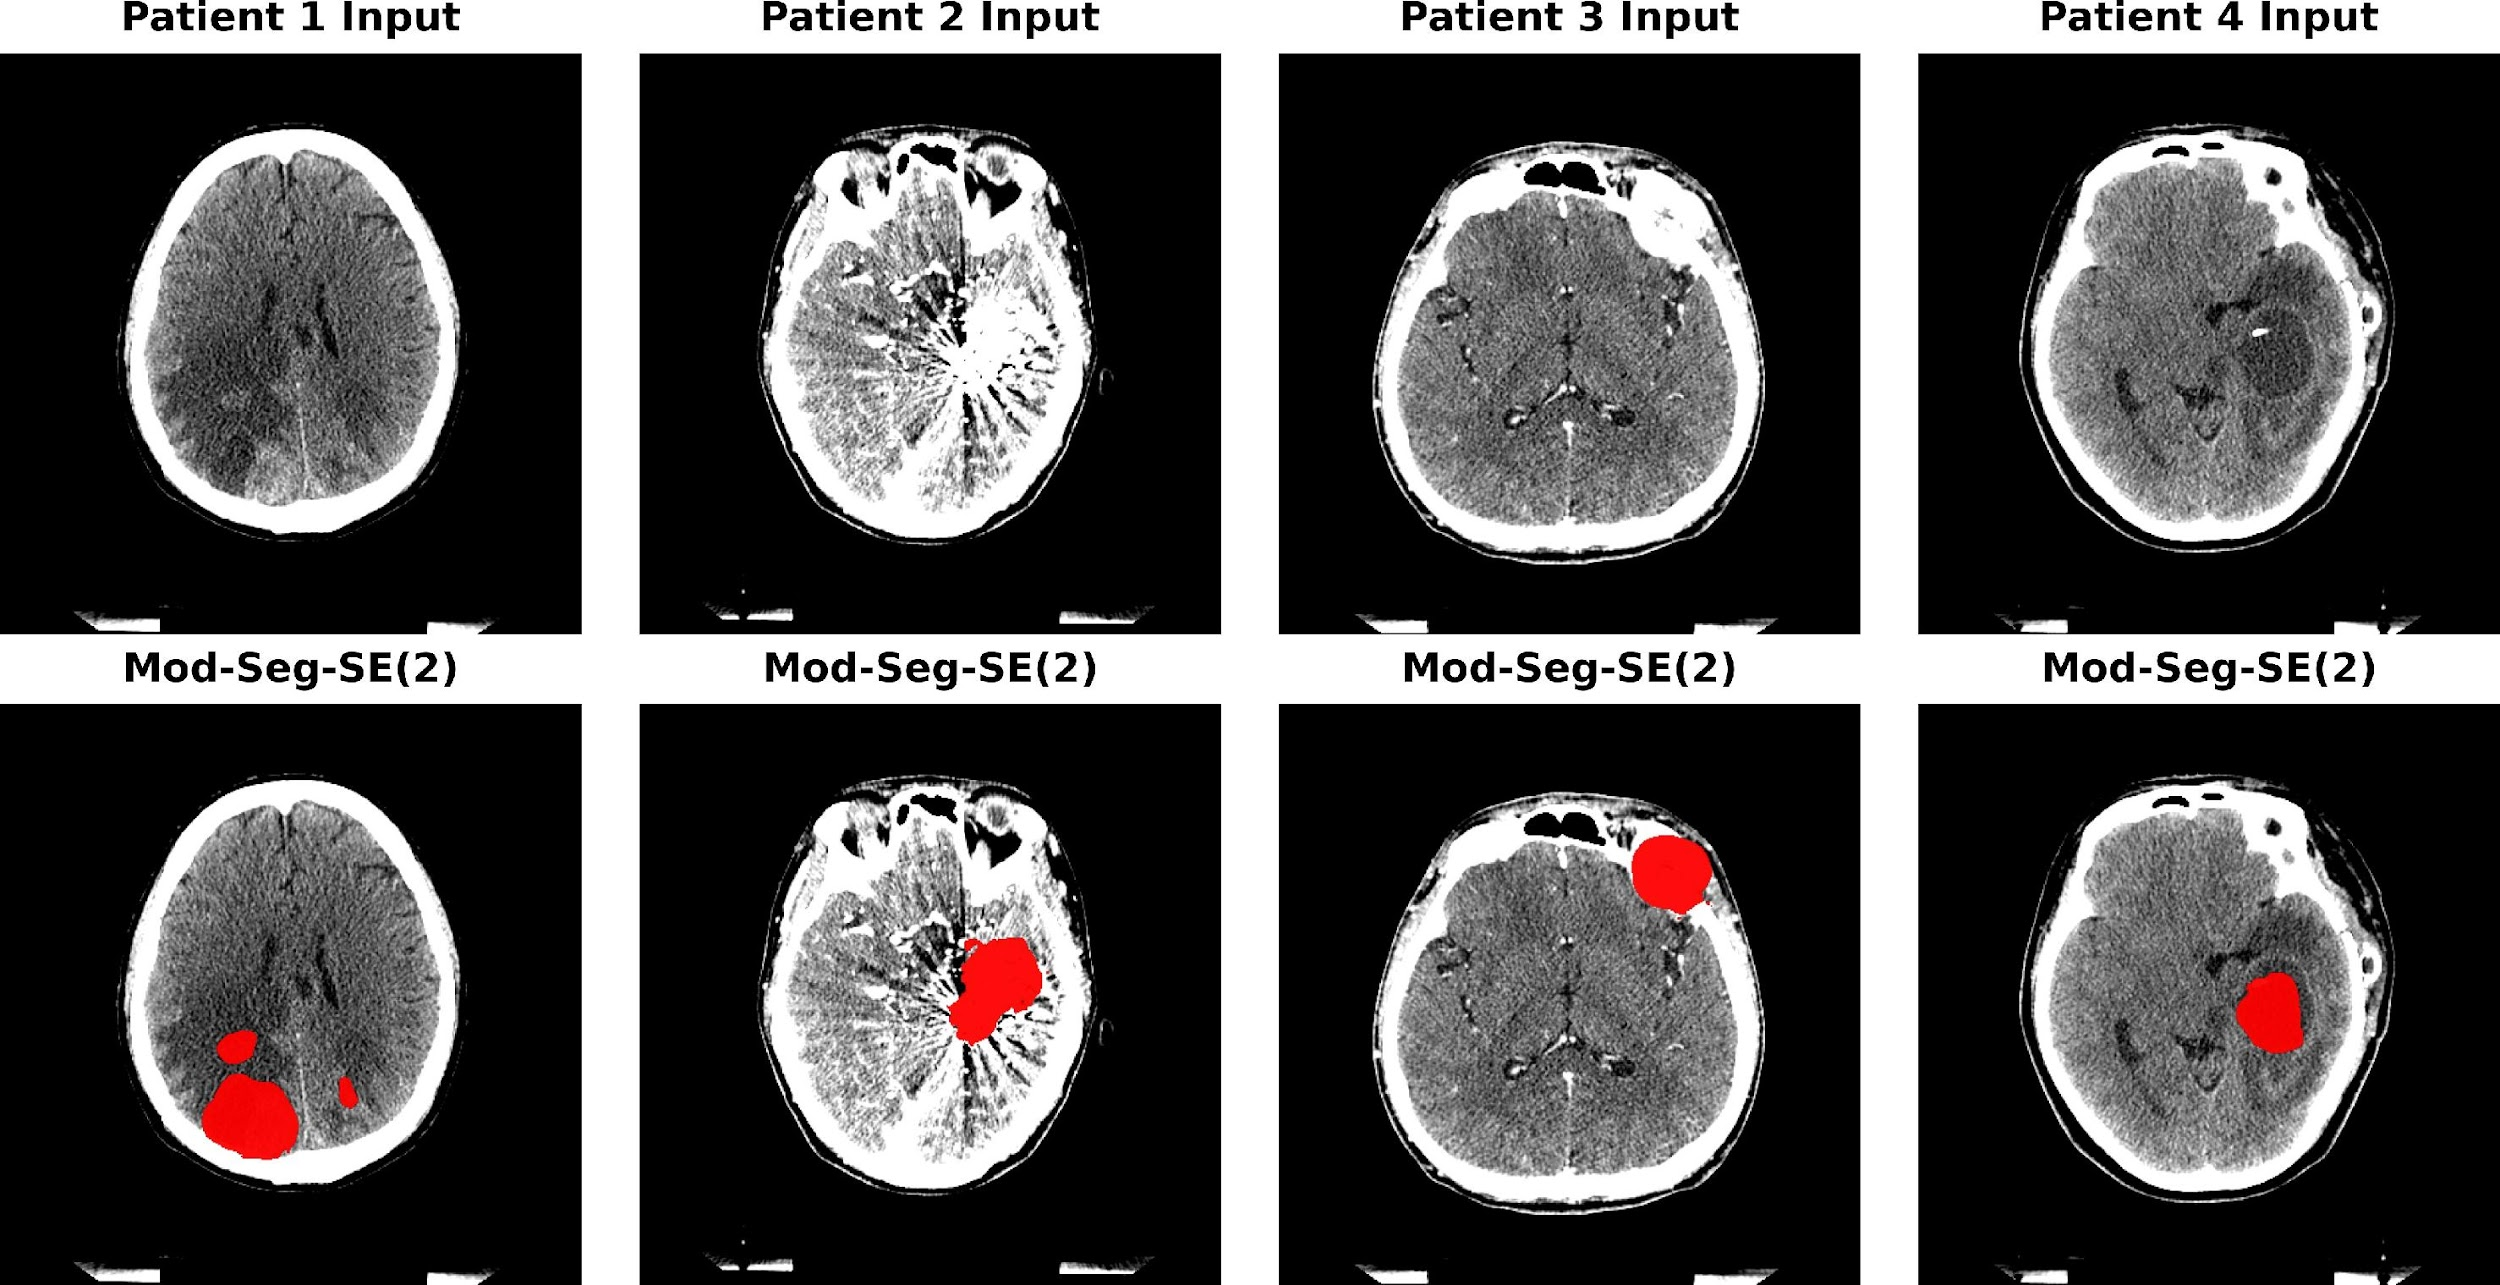 Patient 1 Input
Patient 2 Input
Patient 3 Input
Patient 4 Input
Mod-Seg-SE(2)
Mod-Seg-SE(2)
Mod-Seg-SE(2)
Mod-Seg-SE(2)